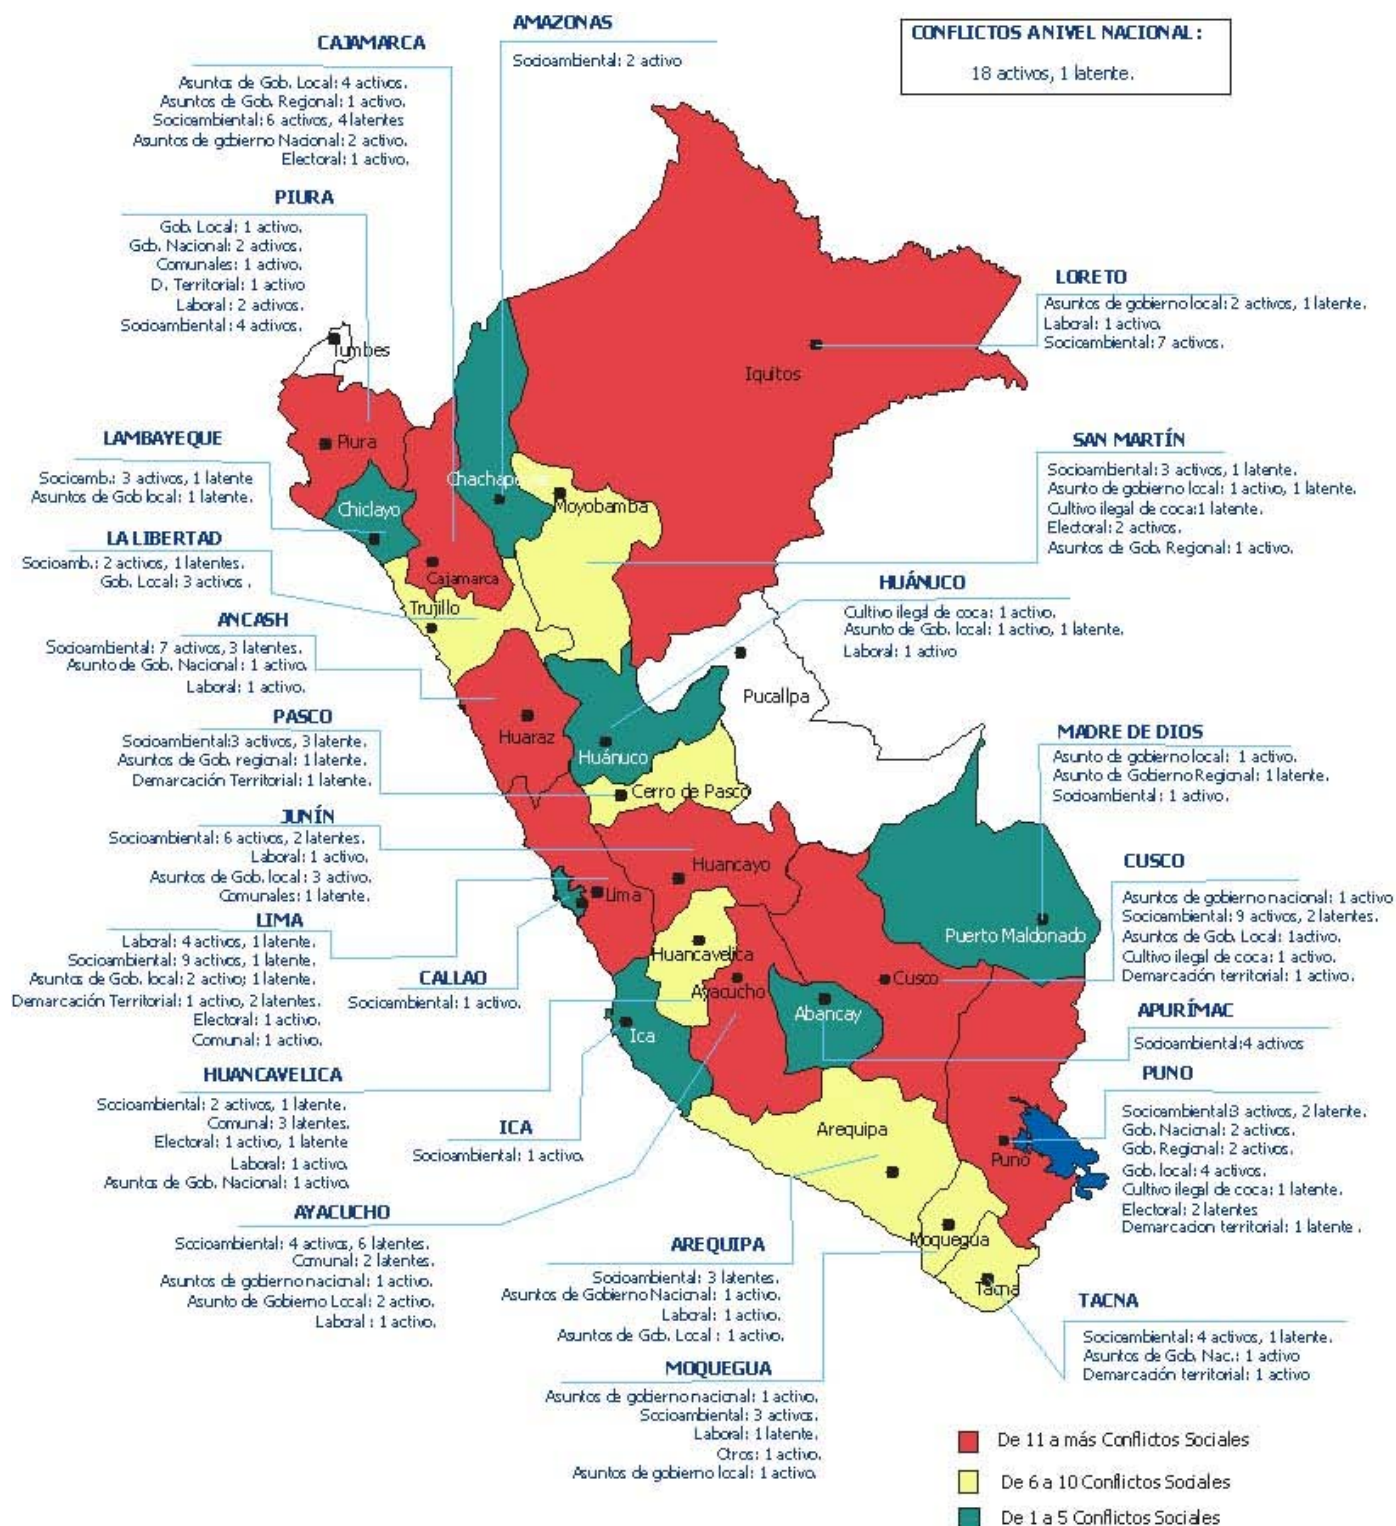 CONFLICTOS A NIVEL NACIONAL :
18 activos, 1 latente.
AMAZONAS
Socioambiental: 2 activo
CAJAMARCA
Asuntos de Gob. Local: 4 activos.
Asuntos de Gob. Regional: 1 activo.
Socioambiental: 6 activos, 4 latentes
Asuntos de gobierno Nacional: 2 activo.
Electoral: 1 activo.
PIURA
Gob. Local: 1 activo.
Gob. Nacional: 2 activos.
Comunales: 1 activo.
D. Territorial: 1 activo
Laboral: 2 activos.
Socioambiental: 4 activos.
LORETO
Asuntos de gobierno local: 2 activos, 1 latente.
Laboral: 1 activo.
Socioambiental: 7 activos.
LAMBAYEQUE
Socioamb.: 3 activos, 1 latente
Asuntos de Gob local: 1 latente.
SAN MARTÍN
Socioambiental: 3 activos, 1 latente.
Asunto de gobierno local: 1 activo, 1 latente.
Cultivo ilegal de coca:1 latente.
Electoral: 2 activos.
Asuntos de Gob. Regional: 1 activo.
LA LIBERTAD
Socioamb.: 2 activos, 1 latentes.
Gob. Local: 3 activos .
HUÁNUCO
Cultivo ilegal de coca: 1 activo.
Asunto de Gob. local: 1 activo, 1 latente.
Laboral: 1 activo
ANCASH
Socioambiental: 7 activos, 3 latentes.
Asunto de Gob. Nacional: 1 activo.
Laboral: 1 activo.
PASCO
Socioambiental:3 activos, 3 latente.
Asuntos de Gob. regional: 1 latente.
Demarcación Territorial: 1 latente.
MADRE DE DIOS
Asunto de gobierno local: 1 activo.
Asunto de Gobierno Regional: 1 latente.
Socioambiental: 1 activo.
JUNÍN
Socioambiental: 6 activos, 2 latentes.
Laboral: 1 activo.
Asuntos de Gob. local: 3 activo.
Comunales: 1 latente.
CUSCO
Asuntos de gobierno nacional: 1 activo
Socioambiental: 9 activos, 2 latentes.
Asuntos de Gob. Local: 1activo.
Cultivo ilegal de coca: 1 activo.
Demarcación territorial: 1 activo.
LIMA
Laboral: 4 activos, 1 latente.
Socioambiental: 9 activos, 1 latente.
Asuntos de Gob. local: 2 activo; 1 latente.
Demarcación Territorial: 1 activo, 2 latentes.
Electoral: 1 activo.
Comunal: 1 activo.
CALLAO
Socioambiental: 1 activo.
APURÍMAC
Socioambiental:4 activos
HUANCAVELICA
Socioambiental: 2 activos, 1 latente.
Comunal: 3 latentes.
Electoral: 1 activo, 1 latente
Laboral: 1 activo.
Asuntos de Gob. Nacional: 1 activo.
ICA
Socioambiental: 1 activo.
PUNO
Socioambiental:3 activos, 2 latente.
Gob. Nacional: 2 activos.
Gob. Regional: 2 activos.
Gob. local: 4 activos.
Cultivo ilegal de coca: 1 latente.
Electoral: 2 latentes
Demarcacion territorial: 1 latente .
AYACUCHO
Socioambiental: 4 activos, 6 latentes.
Comunal: 2 latentes.
Asuntos de gobierno nacional: 1 activo.
Asunto de Gobierno Local: 2 activo.
Laboral : 1 activo.
AREQUIPA
Socioambiental: 3 latentes.
Asuntos de Gobierno Nacional: 1 activo.
Laboral: 1 activo.
Asuntos de Gob. Local : 1 activo.
TACNA
Socioambiental: 4 activos, 1 latente.
Asuntos de Gob. Nac.: 1 activo
Demarcación territorial: 1 activo
MOQUEGUA
Asuntos de gobierno nacional: 1 activo.
Socioambiental: 3 activos.
Laboral: 1 latente.
Otros: 1 activo.
Asuntos de gobierno local: 1 activo.
Tumbes
Iquitos
Piura
Moyobamba
Chiclayo
Cajamarca
Trujillo
Pucallpa
Huaraz
Huánuco
Cerro de Pasco
Huancayo
Lima
Puerto Maldonado
Huancavelica
Ayacucho
Cusco
Abancay
Ica
Arequipa
Puno
Moquegua
Tacna
De 11 a más Conflictos Sociales
De 6 a 10 Conflictos Sociales
De 1 a 5 Conflictos Sociales